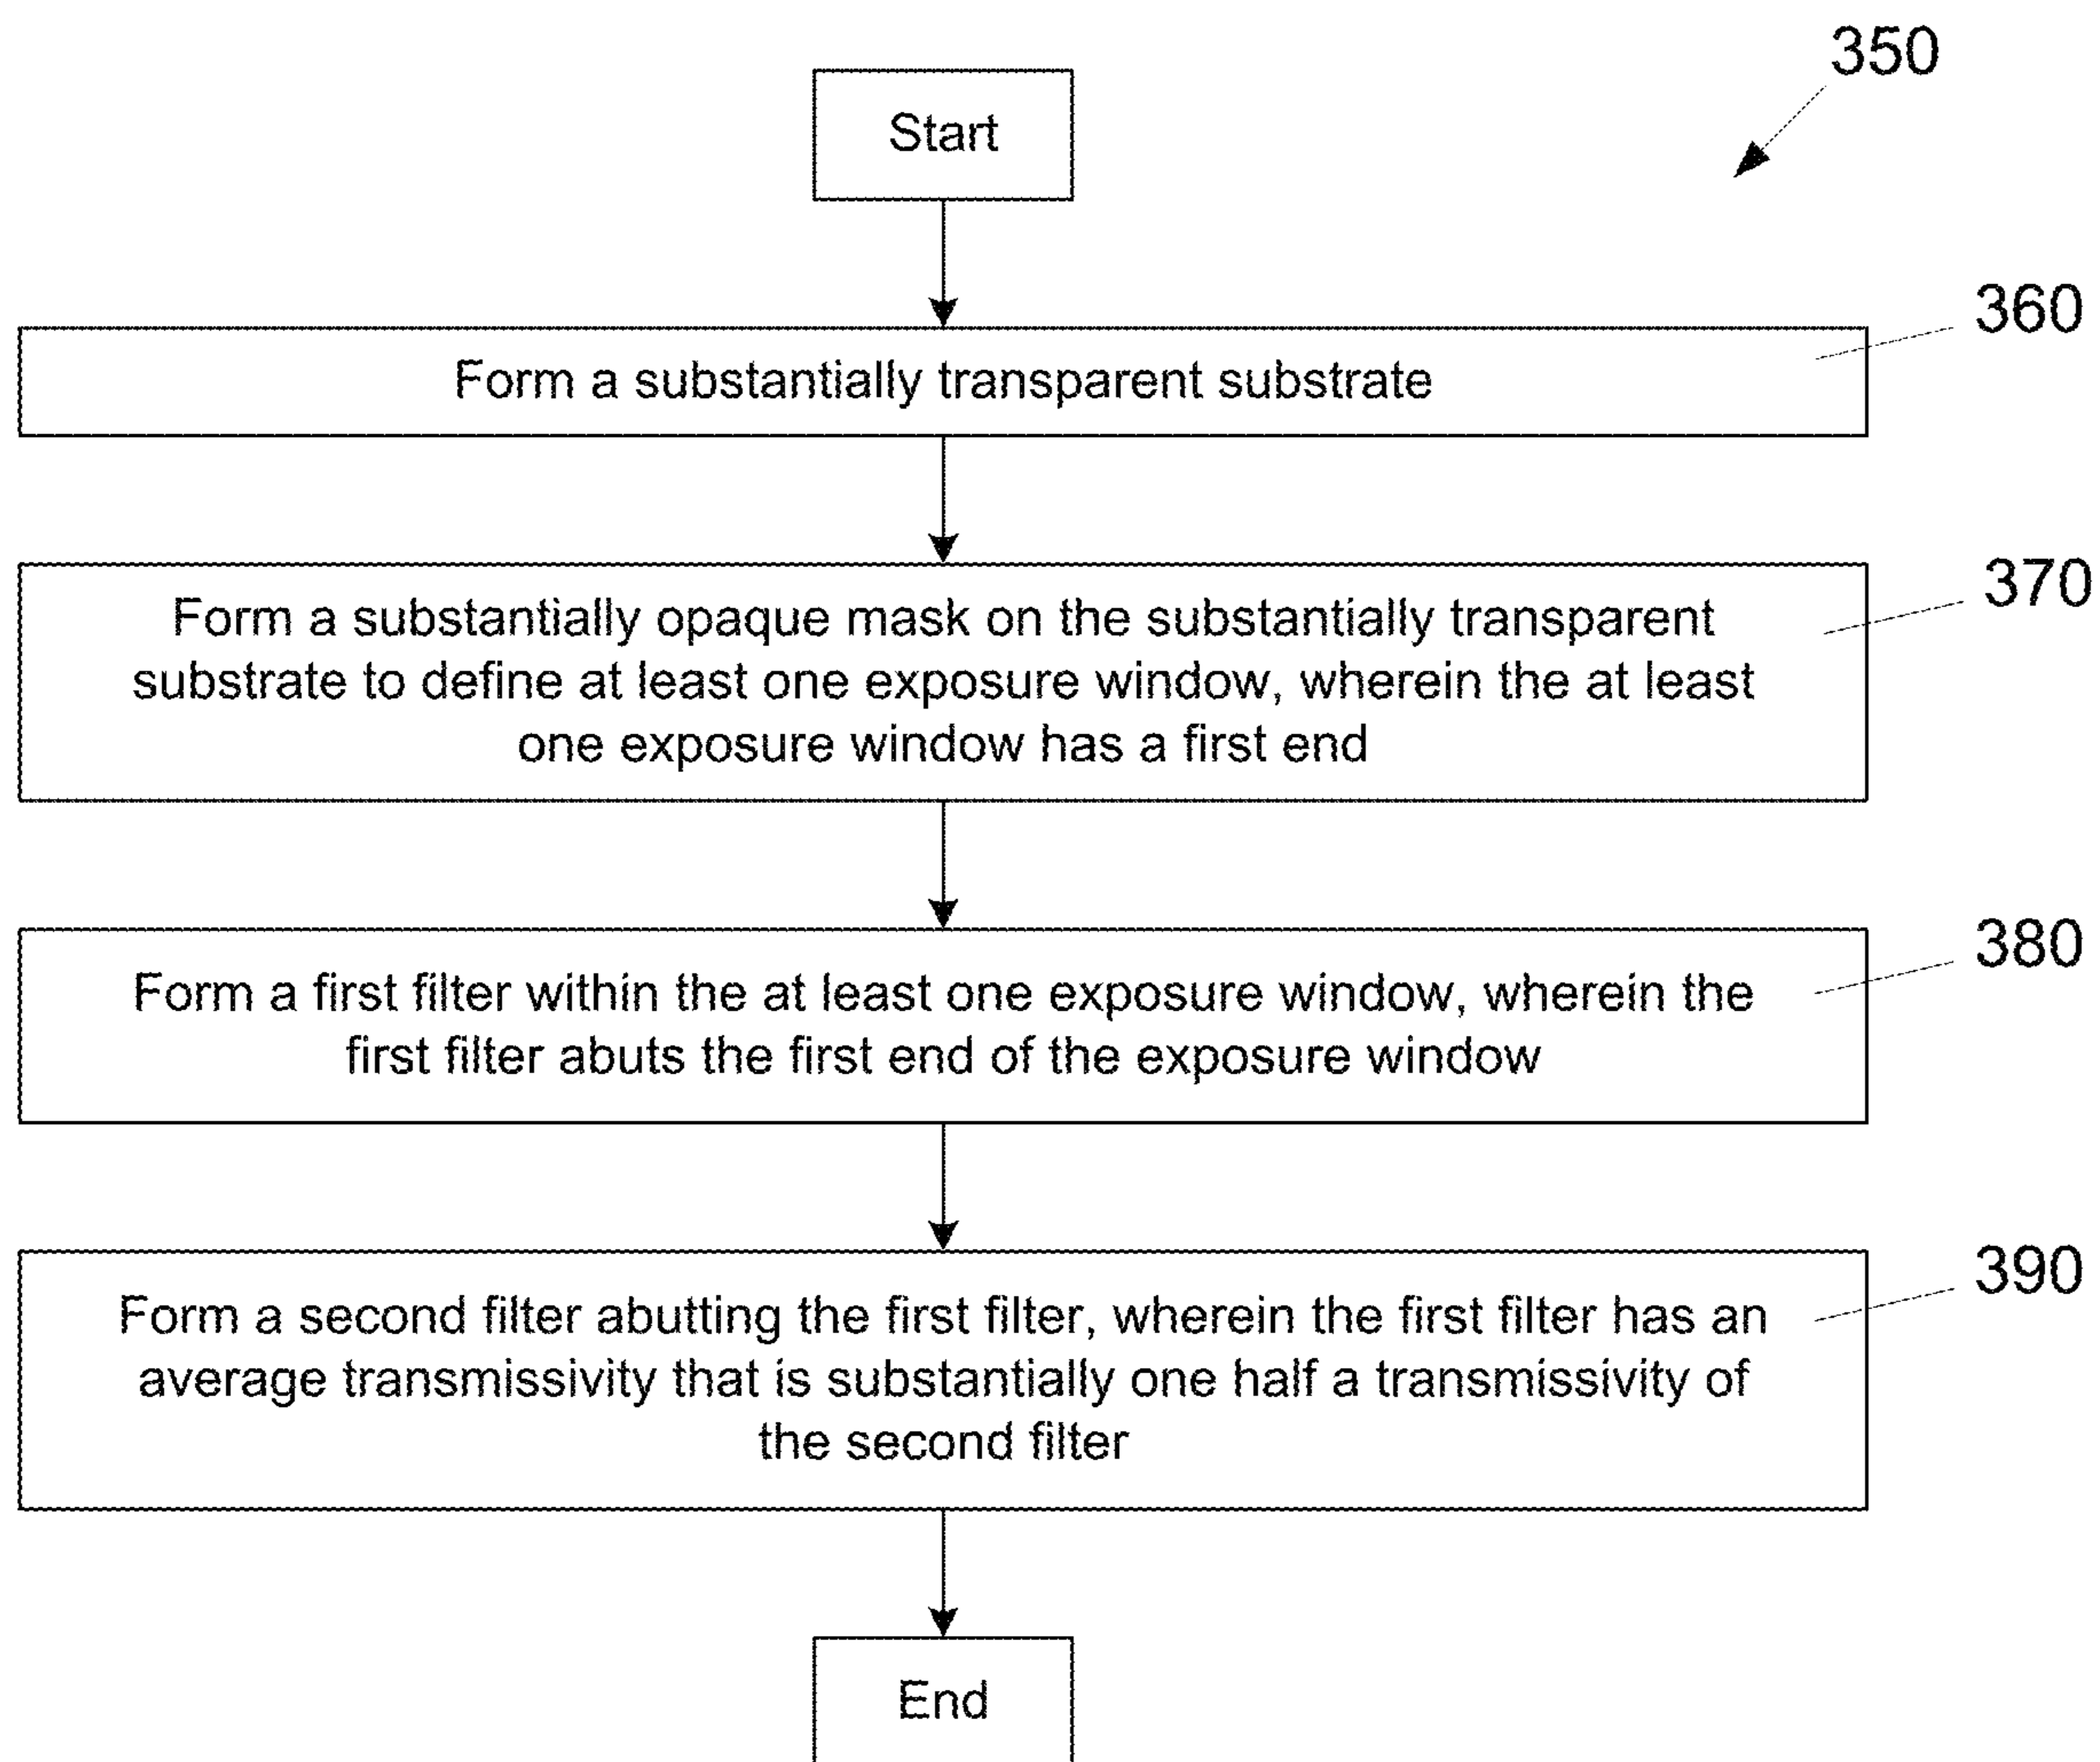 350
Start
360
Form a substantially transparent substrate
370
Form a substantially opaque mask on the substantially transparent
substrate to define at least one exposure window, wherein the at least
one exposure window has a first end
380
Form a first filter within the at least one exposure window, wherein the
first filter abuts the first end of the exposure window
390
Form a second filter abutting the first filter, wherein the first filter has an
average transmissivity that is substantially one half a transmissivity of
the second filter
End